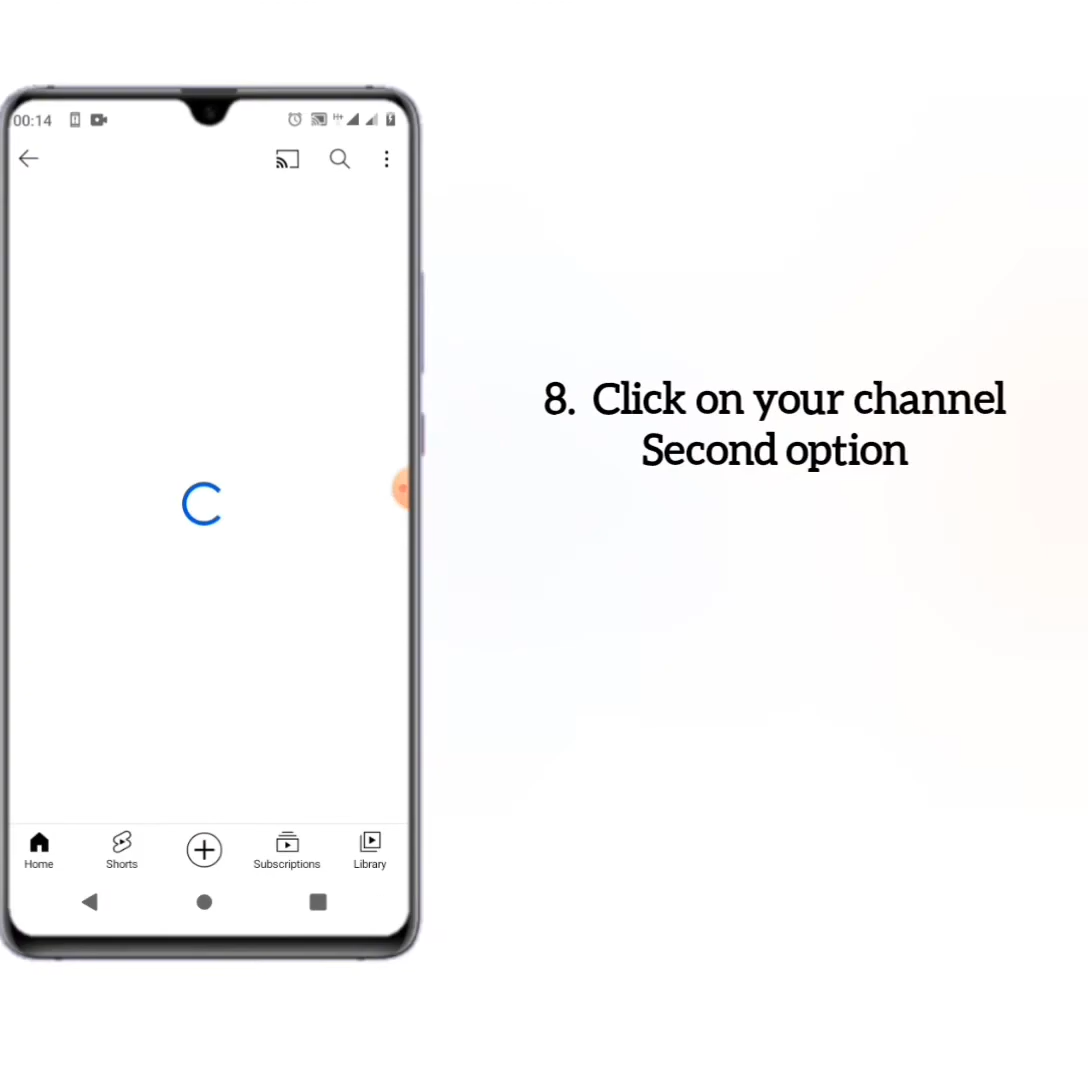 00:14
H+
8. Click on your channel
Second option
Home Shorts Subscriptions Library